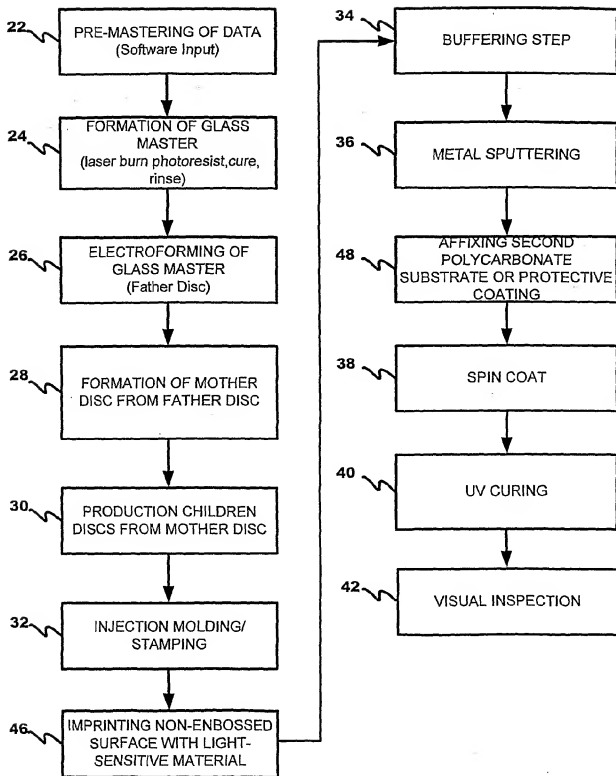 22
PRE-MASTERING OF DATA
(Software Input)
24
FORMATION OF GLASS
MASTER
(laser burn photoresist,cure,
rinse)
26
ELECTROFORMING OF
GLASS MASTER
(Father Disc)
28
FORMATION OF MOTHER
DISC FROM FATHER DISC
30
PRODUCTION CHILDREN
DISCS FROM MOTHER DISC
32
INJECTION MOLDING/
STAMPING
46
IMPRINTING NON-ENBOSSED
SURFACE WITH LIGHT-
SENSITIVE MATERIAL
34
BUFFERING STEP
36
METAL SPUTTERING
48
AFFIXING SECOND
POLYCARBONATE
SUBSTRATE OR PROTECTIVE
COATING
38
SPIN COAT
40
UV CURING
42
VISUAL INSPECTION